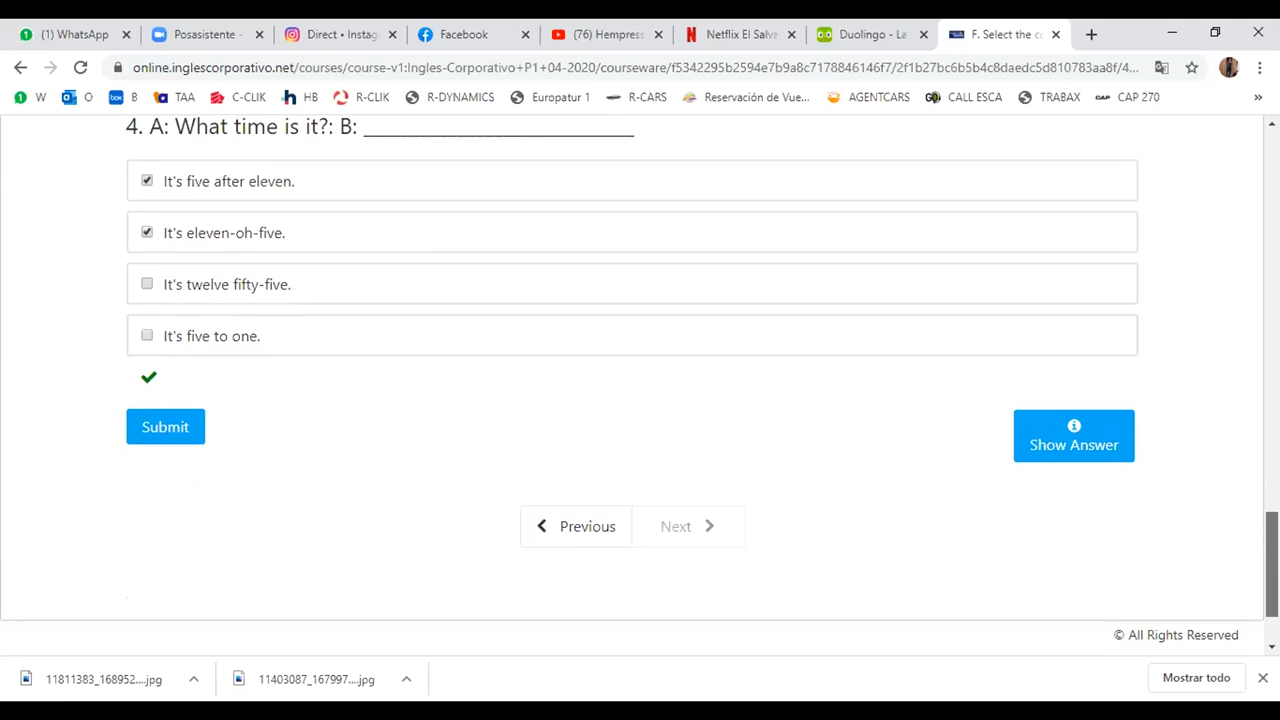 (1) WhatsApp
Posasistente -
Direct • Instag
Facebook
(76) Hempress
Netflix El Salva
Duolingo - La
F. Select the co
online.inglescorporativo.net/courses/course-v1:Ingles-Corporativo+P1+04-2020/courseware/f5342295b2594e7b9a8c7178846146f7/2f1b27bc6b5b4c8daedc5d810783aa8f/4...
W
O
box B
TAA
C-CLIK
HB
R-CLIK
R-DYNAMICS
Europatur 1
R-CARS
Reservación de Vue...
AGENTCARS
CALL ESCA
TRABAX
CAP CAP 270
»
4. A: What time is it?: B: ____________________________
It's five after eleven.
It's eleven-oh-five.
It's twelve fifty-five.
It's five to one.
Submit
Show Answer
Previous
Next
© All Rights Reserved
11811383_168952....jpg
11403087_167997....jpg
Mostrar todo